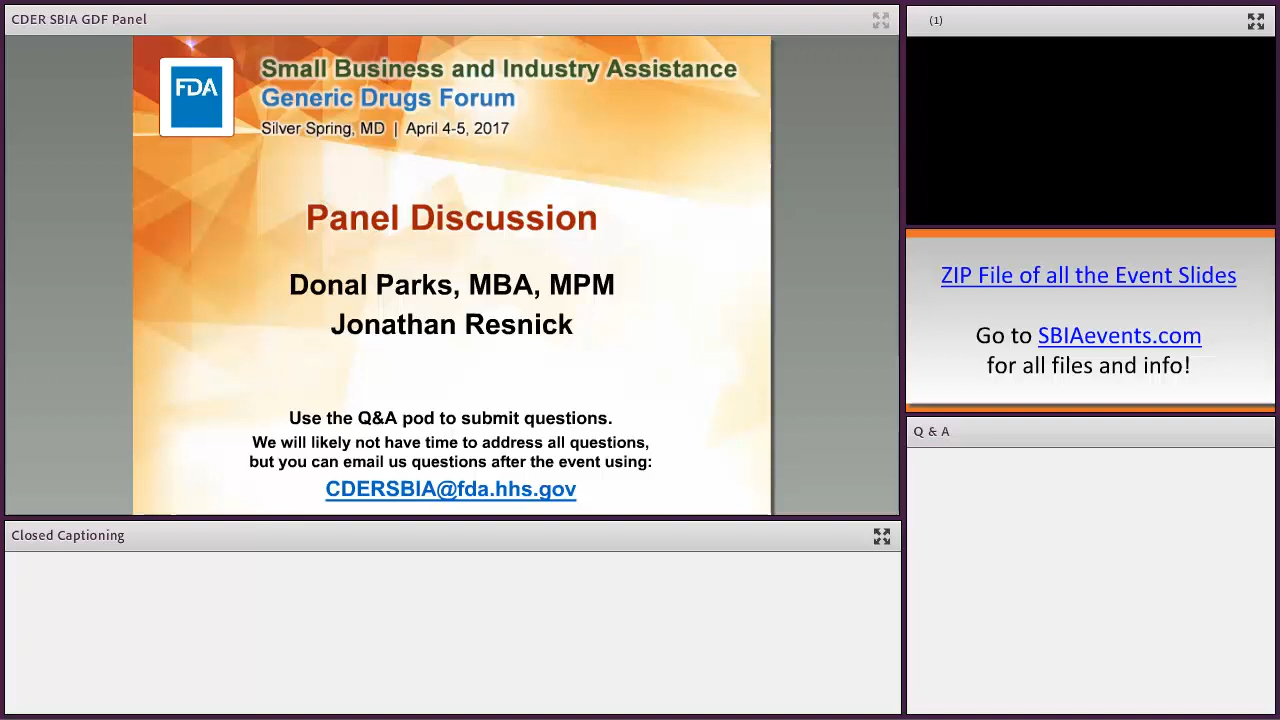 CDER SBIA GDF Panel
FDA
Small Business and Industry Assistance
Generic Drugs Forum
Silver Spring, MD | April 4-5, 2017
Panel Discussion
Donal Parks, MBA, MPM
Jonathan Resnick
Use the Q&A pod to submit questions.
We will likely not have time to address all questions,
but you can email us questions after the event using:
CDERSBIA@fda.hhs.gov
Closed Captioning
(1)
ZIP File of all the Event Slides
Go to SBIAevents.com
for all files and info!
Q & A